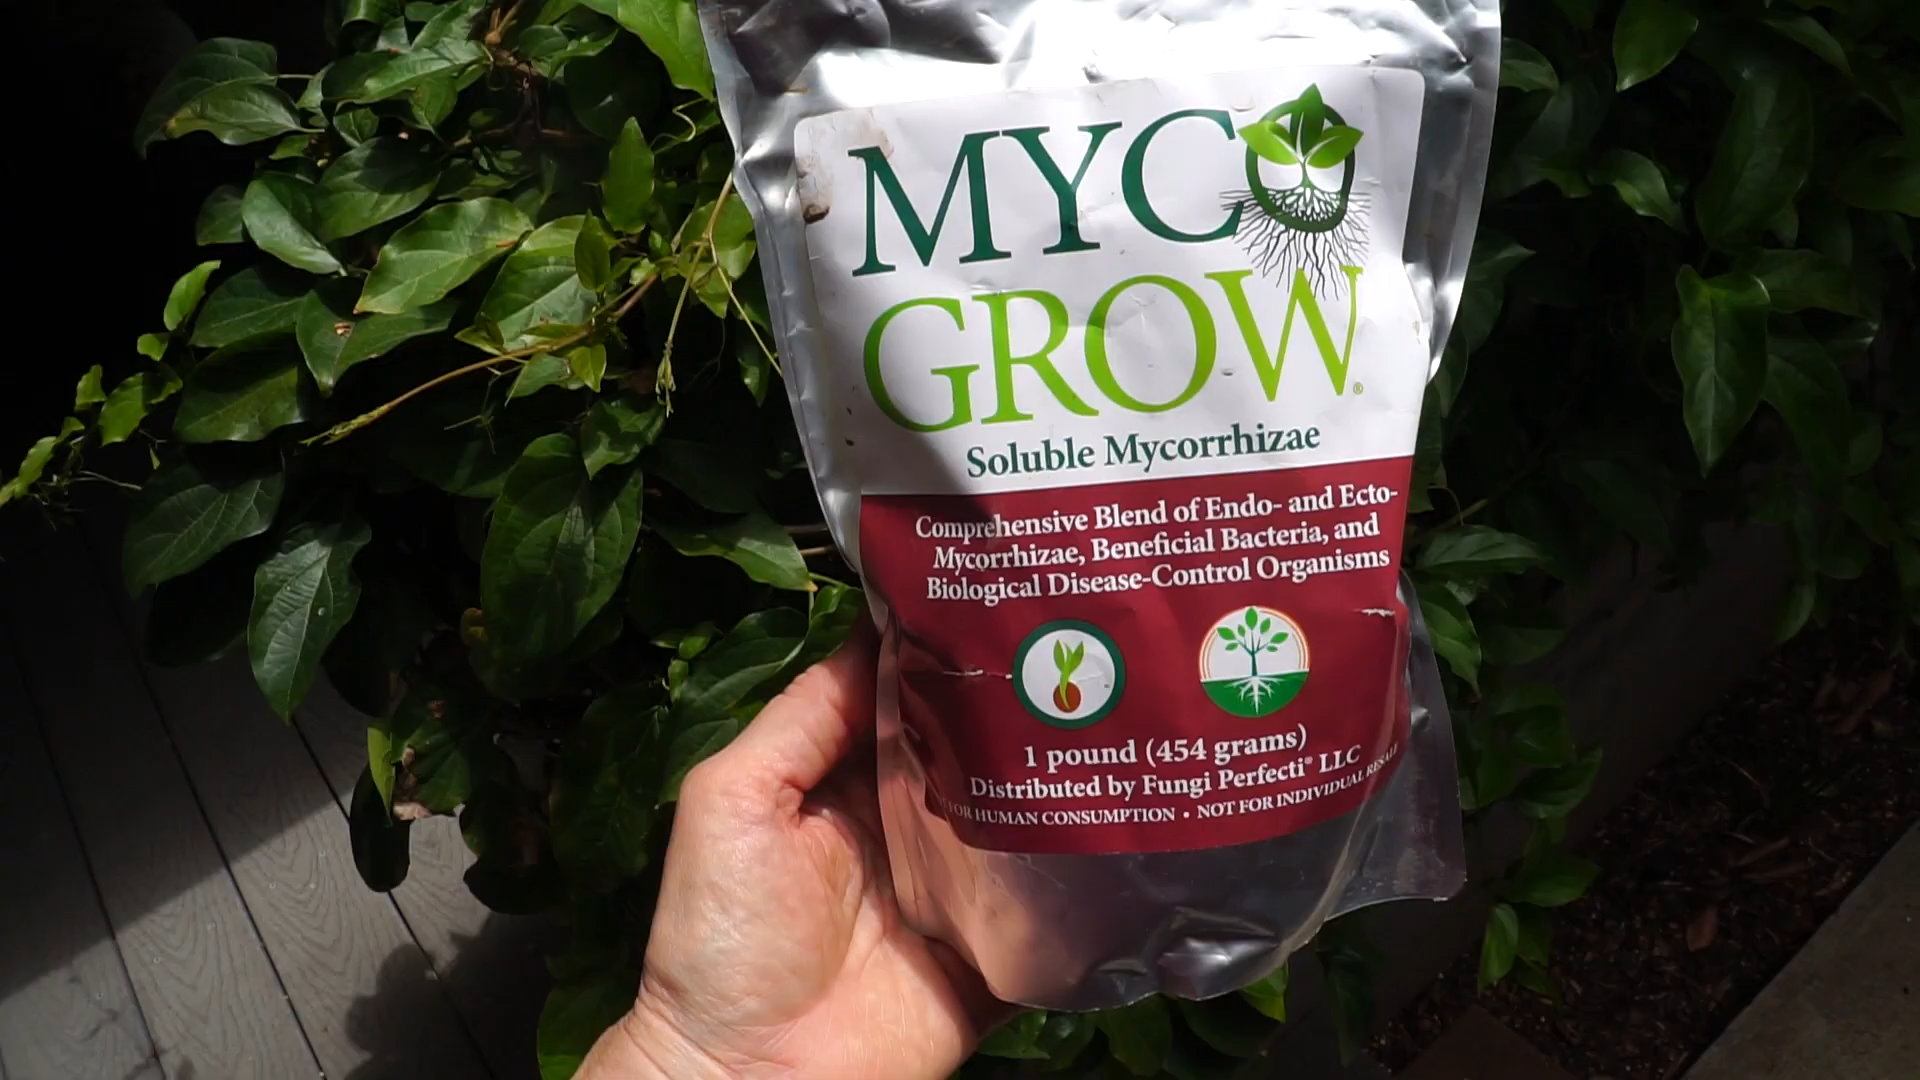 MYCO
GROW®
Soluble Mycorrhizae
Comprehensive Blend of Endo- and Ecto-
Mycorrhizae, Beneficial Bacteria, and
Biological Disease-Control Organisms
1 pound (454 grams)
Distributed by Fungi Perfecti® LLC
FOR HUMAN CONSUMPTION • NOT FOR INDIVIDUAL RESALE